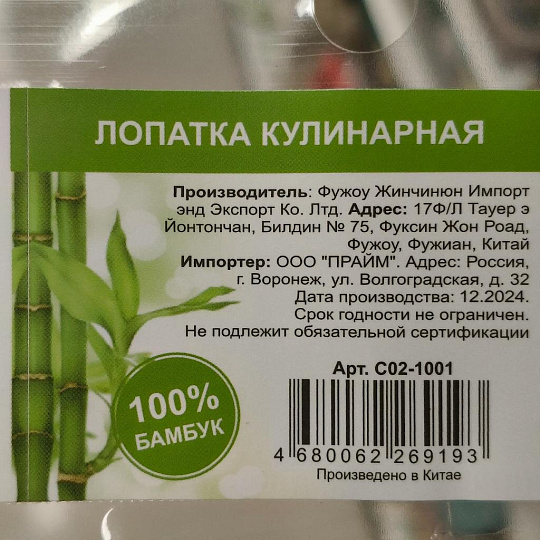 ЛОПАТКА КУЛИНАРНАЯ
Производитель: Фужоу Жинчинюн Импорт
энд Экспорт Ко. Лтд. Адрес: 17Ф/Л Тауер э
Йонтончан, Билдин № 75, Фуксин Жон Роад,
Фужоу, Фужиан, Китай
Импортер: ООО "ПРАЙМ". Адрес: Россия,
г. Воронеж, ул. Волгоградская, д. 32
Дата производства: 12.2024.
Срок годности не ограничен.
Не подлежит обязательной сертификации
Арт. С02-1001
100%
БАМБУК
4 680062 269193
Произведено в Китае